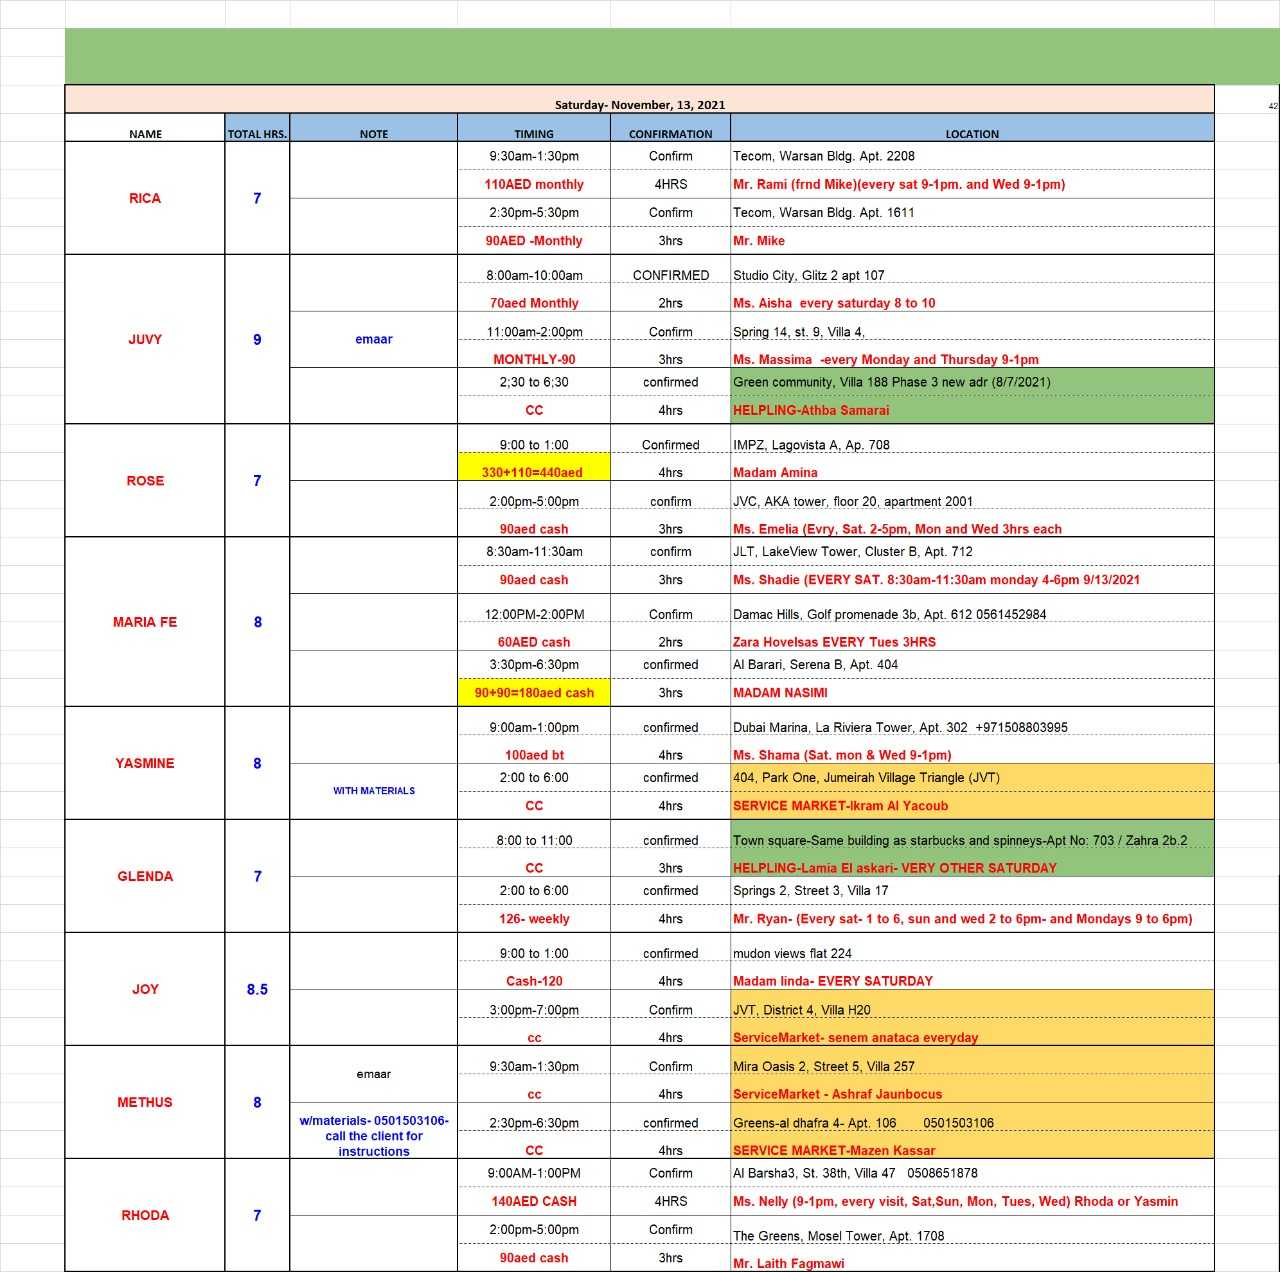 Saturday- November, 13, 2021
42
NAME TOTAL HRS. NOTE TIMING CONFIRMATION LOCATION
9:30am-1:30pm Confirm Tecom, Warsan Bldg. Apt. 2208
110AED monthly 4HRS Mr. Rami (frnd Mike)(every sat 9-1pm. and Wed 9-1pm)
RICA 7
2:30pm-5:30pm Confirm Tecom, Warsan Bldg. Apt. 1611
90AED -Monthly 3hrs Mr. Mike
8:00am-10:00am CONFIRMED Studio City, Glitz 2 apt 107
70aed Monthly 2hrs Ms. Aisha every saturday 8 to 10
11:00am-2:00pm Confirm Spring 14, st. 9, Villa 4,
JUVY 9 emaar
MONTHLY-90 3hrs Ms. Massima -every Monday and Thursday 9-1pm
2:30 to 6;30 confirmed Green community, Villa 188 Phase 3 new adr (8/7/2021)
CC 4hrs HELPLING-Athba Samarai
9:00 to 1:00 Confirmed IMPZ, Lagovista A, Ap. 708
330+110=440aed 4hrs Madam Amina
ROSE 7
2:00pm-5:00pm confirm JVC, AKA tower, floor 20, apartment 2001
90aed cash 3hrs Ms. Emelia (Evry, Sat. 2-5pm, Mon and Wed 3hrs each
8:30am-11:30am confirm JLT, LakeView Tower, Cluster B, Apt. 712
90aed cash 3hrs Ms. Shadie (EVERY SAT. 8:30am-11:30am monday 4-6pm 9/13/2021
12:00PM-2:00PM Confirm Damac Hills, Golf promenade 3b, Apt. 612 0561452984
MARIA FE 8
60AED cash 2hrs Zara Hovelsas EVERY Tues 3HRS
3:30pm-6:30pm confirmed Al Barari, Serena B, Apt. 404
90+90=180aed cash 3hrs MADAM NASIMI
9:00am-1:00pm confirmed Dubai Marina, La Riviera Tower, Apt. 302 +971508803995
100aed bt 4hrs Ms. Shama (Sat. mon & Wed 9-1pm)
YASMINE 8
2:00 to 6:00 confirmed 404, Park One, Jumeirah Village Triangle (JVT)
WITH MATERIALS
CC 4hrs SERVICE MARKET-Ikram Al Yacoub
8:00 to 11:00 confirmed Town square-Same building as starbucks and spinneys-Apt No: 703 / Zahra 2b.2
CC 3hrs HELPLING-Lamia El askari- VERY OTHER SATURDAY
GLENDA 7
2:00 to 6:00 confirmed Springs 2, Street 3, Villa 17
126- weekly 4hrs Mr. Ryan- (Every sat- 1 to 6, sun and wed 2 to 6pm- and Mondays 9 to 6pm)
9:00 to 1:00 confirmed mudon views flat 224
Cash-120 4hrs Madam linda- EVERY SATURDAY
JOY 8.5
3:00pm-7:00pm Confirm JVT, District 4, Villa H20
cc 4hrs ServiceMarket- senem anataca everyday
9:30am-1:30pm Confirm Mira Oasis 2, Street 5, Villa 257
emaar
cc 4hrs ServiceMarket - Ashraf Jaunbocus
METHUS 8
w/materials- 0501503106-
call the client for
instructions
2:30pm-6:30pm confirmed Greens-al dhafra 4- Apt. 106 0501503106
CC 4hrs SERVICE MARKET-Mazen Kassar
9:00AM-1:00PM Confirm Al Barsha3, St. 38th, Villa 47 0508651878
140AED CASH 4HRS Ms. Nelly (9-1pm, every visit, Sat,Sun, Mon, Tues, Wed) Rhoda or Yasmin
RHODA 7
2:00pm-5:00pm Confirm The Greens, Mosel Tower, Apt. 1708
90aed cash 3hrs Mr. Laith Fagmawi